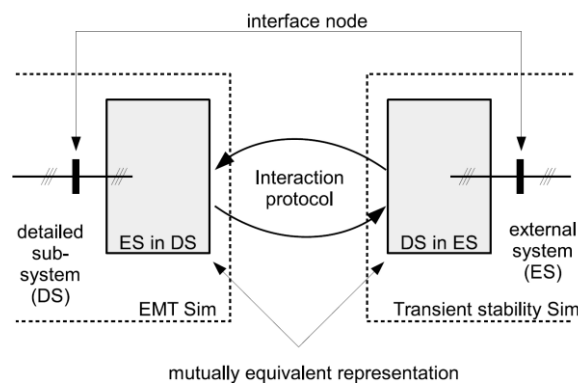 interface node
Interaction
protocol
detailed
sub-
system
(DS)
ES in DS
DS in ES
external
system
(ES)
EMT Sim
Transient stability Sim
mutually equivalent representation